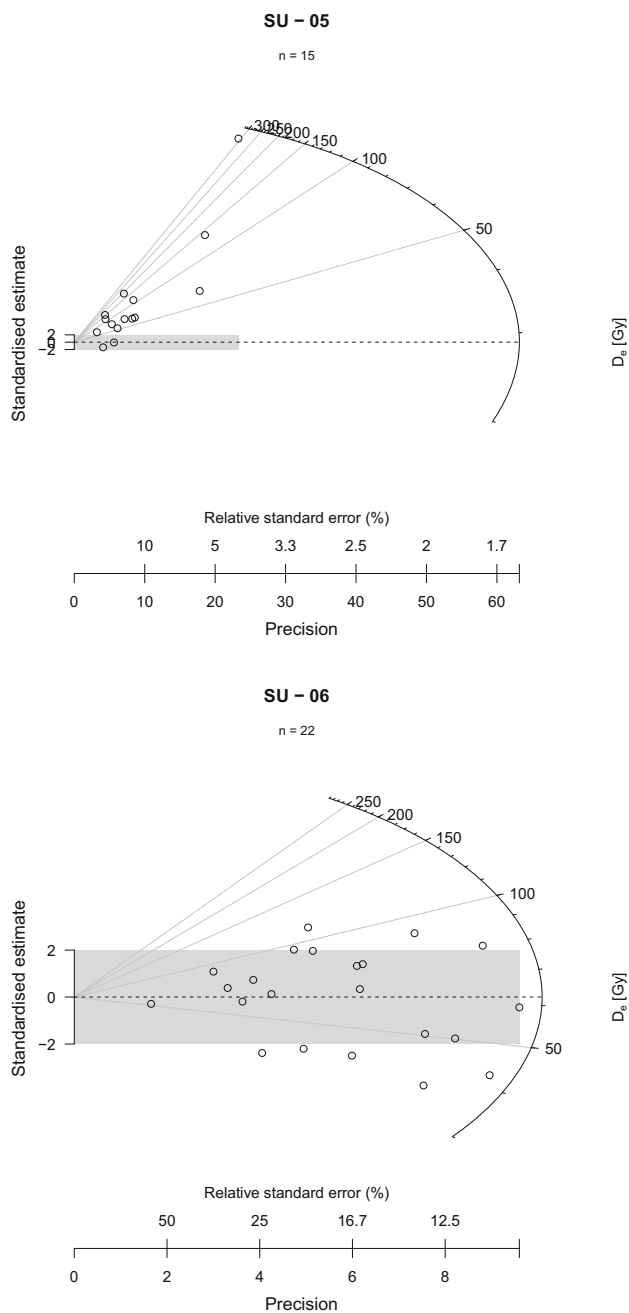 SU − 05
n = 15
300
250
200
150
100
50
Standardised estimate
2
0
−2
De [Gy]
Relative standard error (%)
10 5 3.3 2.5 2 1.7
0 10 20 30 40 50 60
Precision
SU − 06
n = 22
250
200
150
100
50
Standardised estimate
2
0
−2
De [Gy]
Relative standard error (%)
50 25 16.7 12.5
0 2 4 6 8
Precision